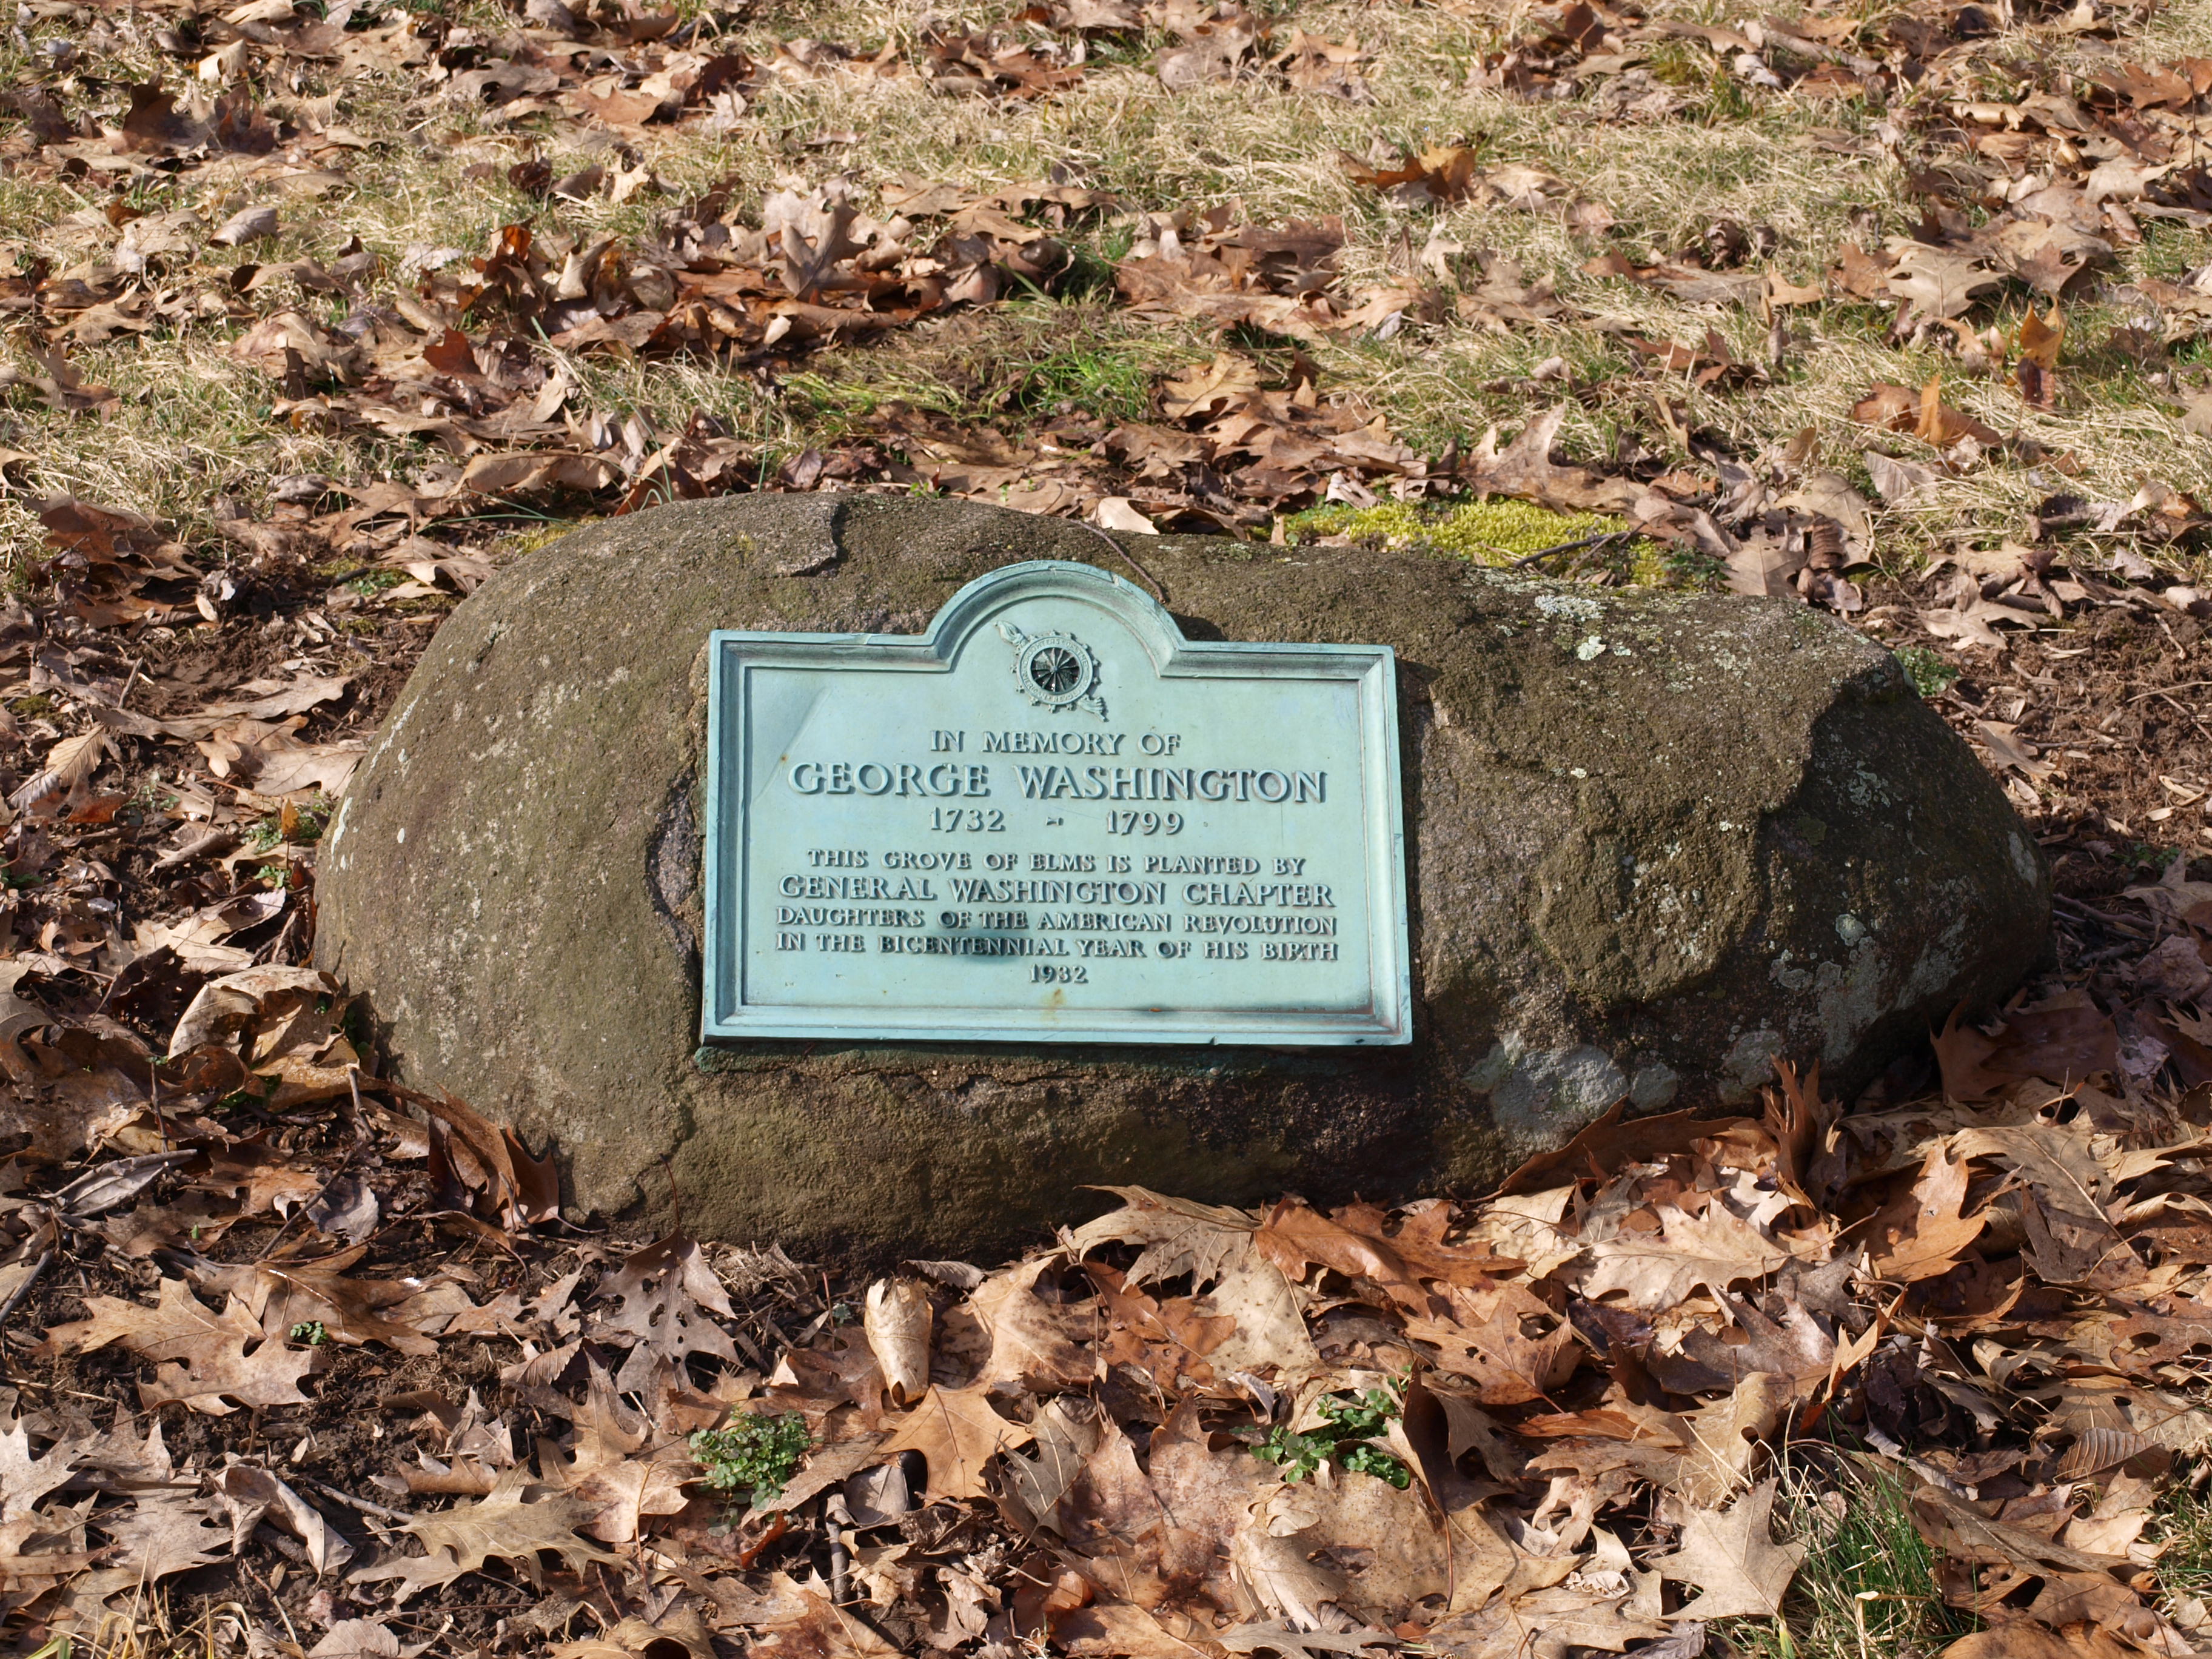 IN MEMORY OF
GEORGE WASHINGTON
1732 - 1799
THIS GROVE OF ELMS IS PLANTED BY
GENERAL WASHINGTON CHAPTER
DAUGHTERS OF THE AMERICAN REVOLUTION
IN THE BICENTENNIAL YEAR OF HIS BIRTH
1932